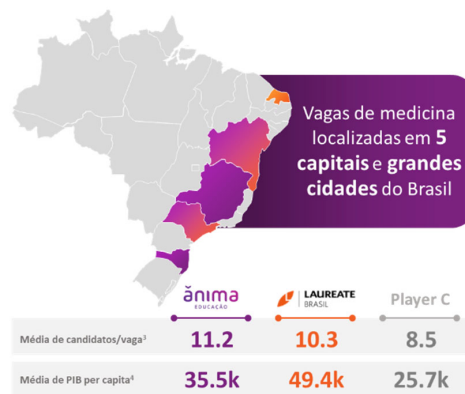 Vagas de medicina
localizadas em 5
capitais e grandes
cidades do Brasil
ănima
EDUCAÇÃO
LAUREATE
BRASIL
Player C
Média de candidatos/vaga³
11.2
10.3
8.5
Média de PIB per capita⁴
35.5k
49.4k
25.7k